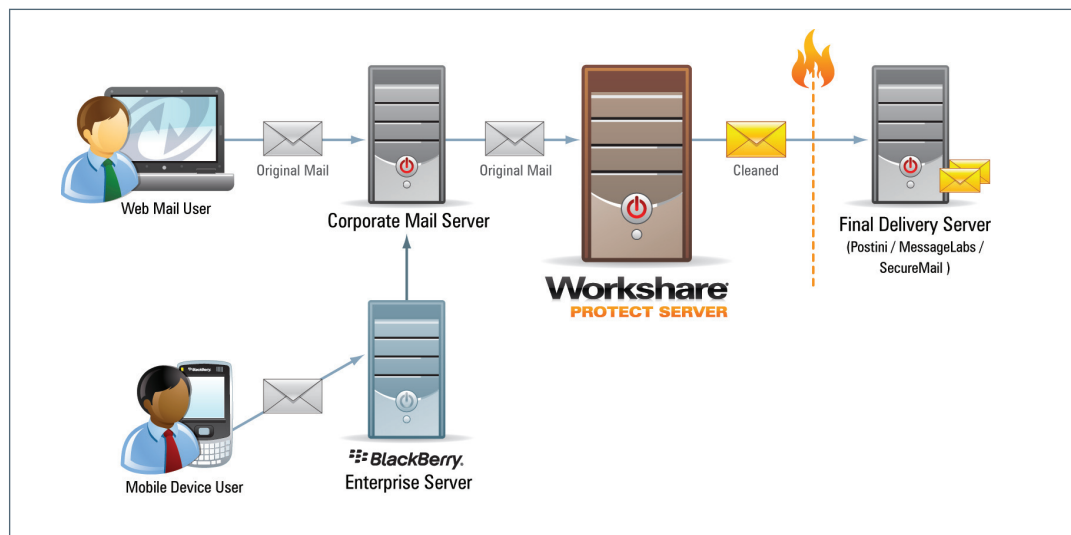 Original Mail
Original Mail
Cleaned
Web Mail User
Corporate Mail Server
Final Delivery Server
(Postini / MessageLabs /
SecureMail )
Workshare
PROTECT SERVER
BlackBerry
BlackBerry.
Enterprise Server
Mobile Device User